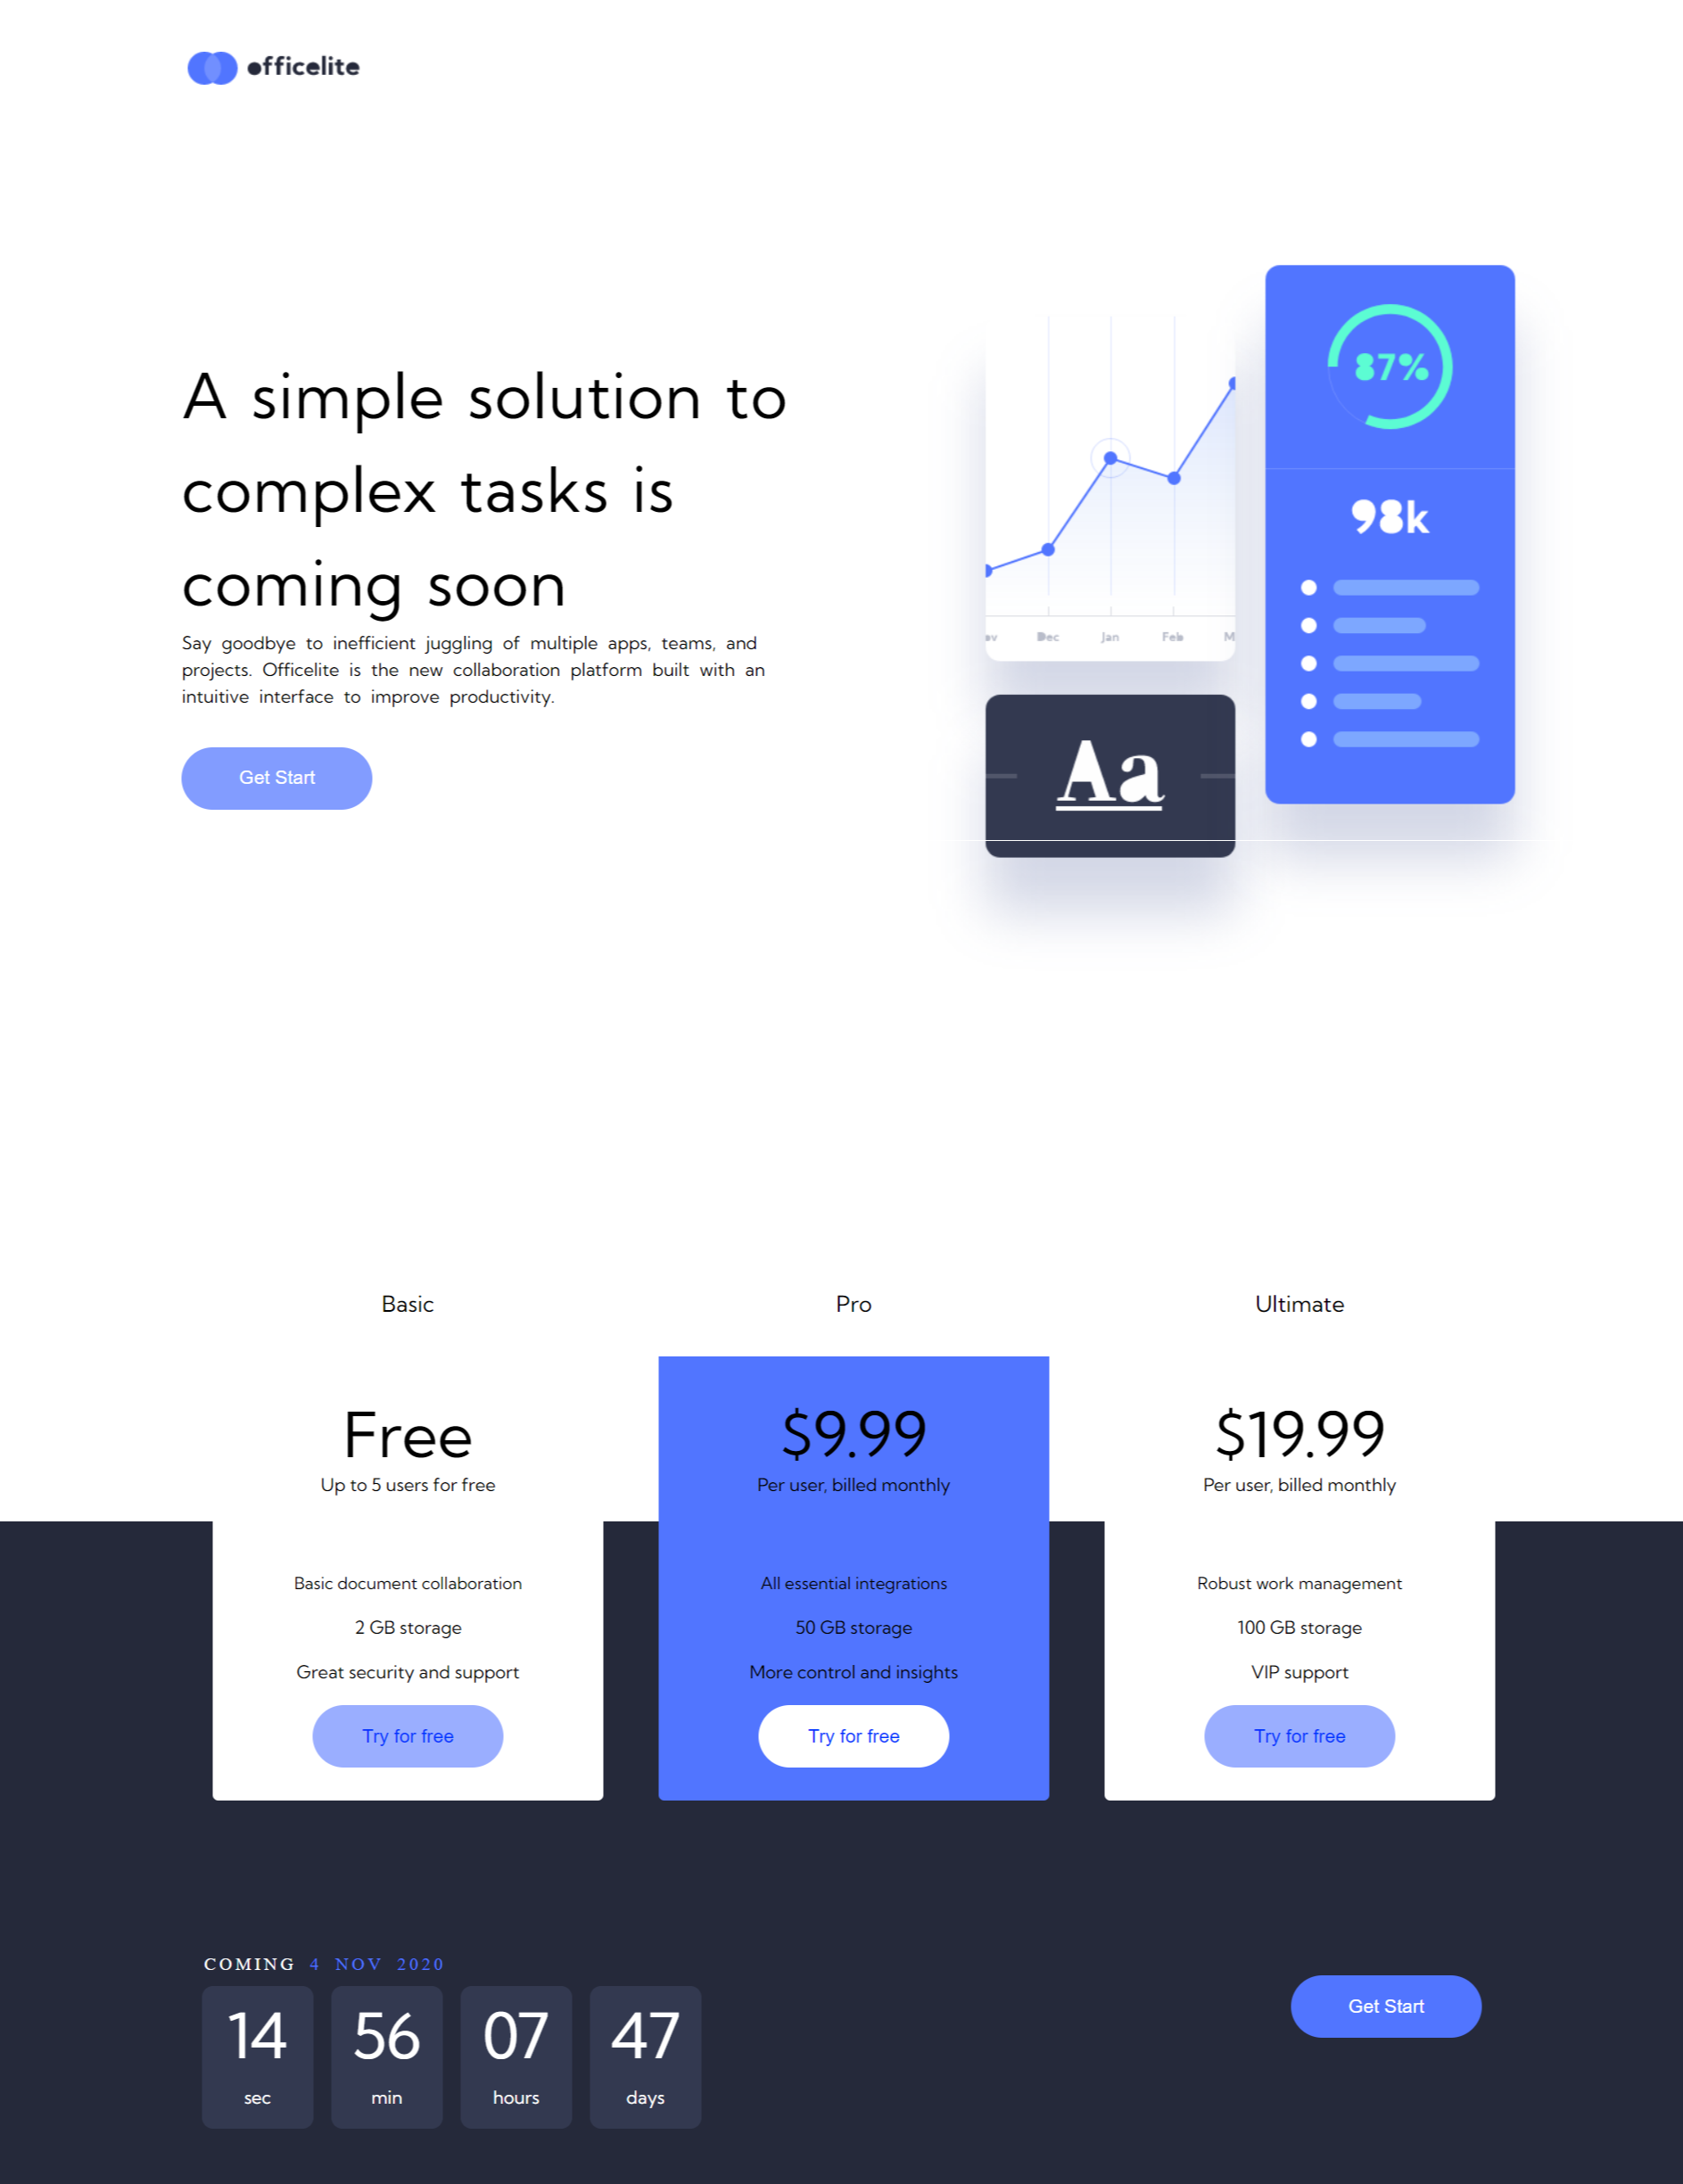 officelite
A simple solution to
complex tasks is
coming soon
Say goodbye to inefficient juggling of multiple apps, teams, and
projects. Officelite is the new collaboration platform built with an
intuitive interface to improve productivity.
Get Start
ov Dec Jan Feb M
Aa
87%
98k
Basic
Free
Up to 5 users for free
Basic document collaboration
2 GB storage
Great security and support
Try for free
Pro
$9.99
Per user, billed monthly
All essential integrations
50 GB storage
More control and insights
Try for free
Ultimate
$19.99
Per user, billed monthly
Robust work management
100 GB storage
VIP support
Try for free
COMING 4 NOV 2020
14 56 07 47
sec min hours days
Get Start